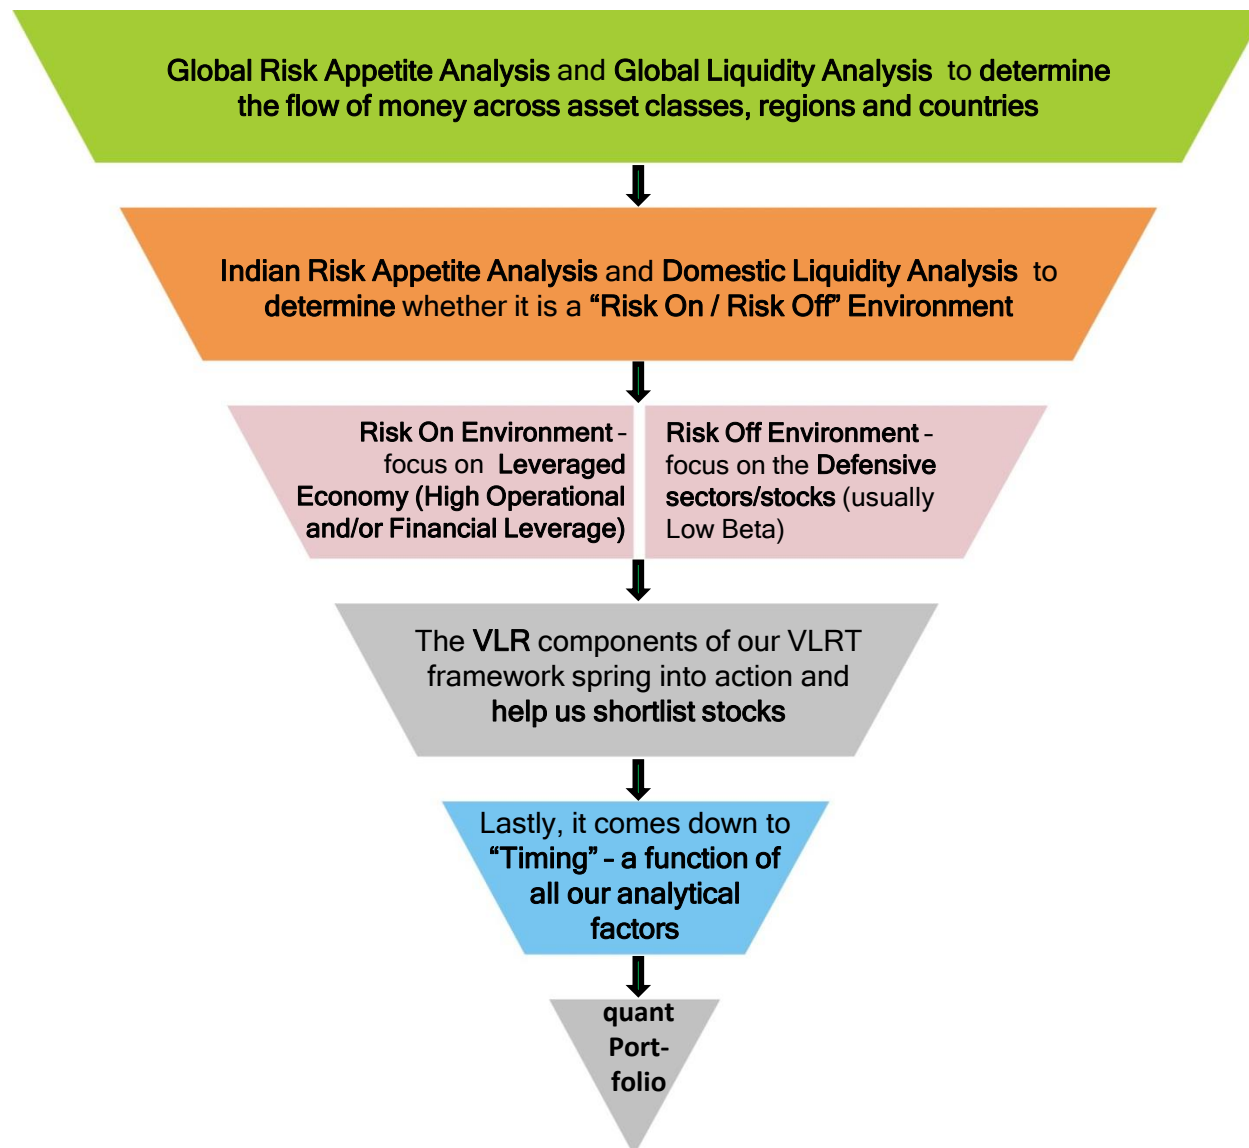 Global Risk Appetite Analysis and Global Liquidity Analysis to determine
the flow of money across asset classes, regions and countries
Indian Risk Appetite Analysis and Domestic Liquidity Analysis to
determine whether it is a “Risk On / Risk Off” Environment
Risk On Environment -
focus on Leveraged
Economy (High Operational
and/or Financial Leverage)
Risk Off Environment -
focus on the Defensive
sectors/stocks (usually
Low Beta)
The VLR components of our VLRT
framework spring into action and
help us shortlist stocks
Lastly, it comes down to
“Timing” - a function of
all our analytical
factors
quant
Port-
folio